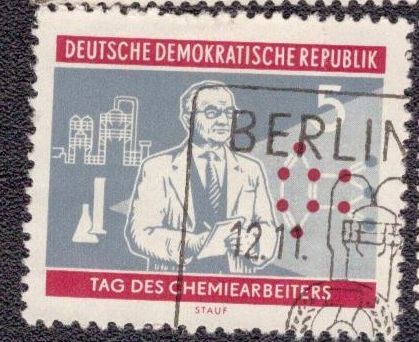 DEUTSCHE DEMOKRATISCHE REPUBLIK
5
BERLIN
12.11.
TAG DES CHEMIEARBEITERS
STAUF